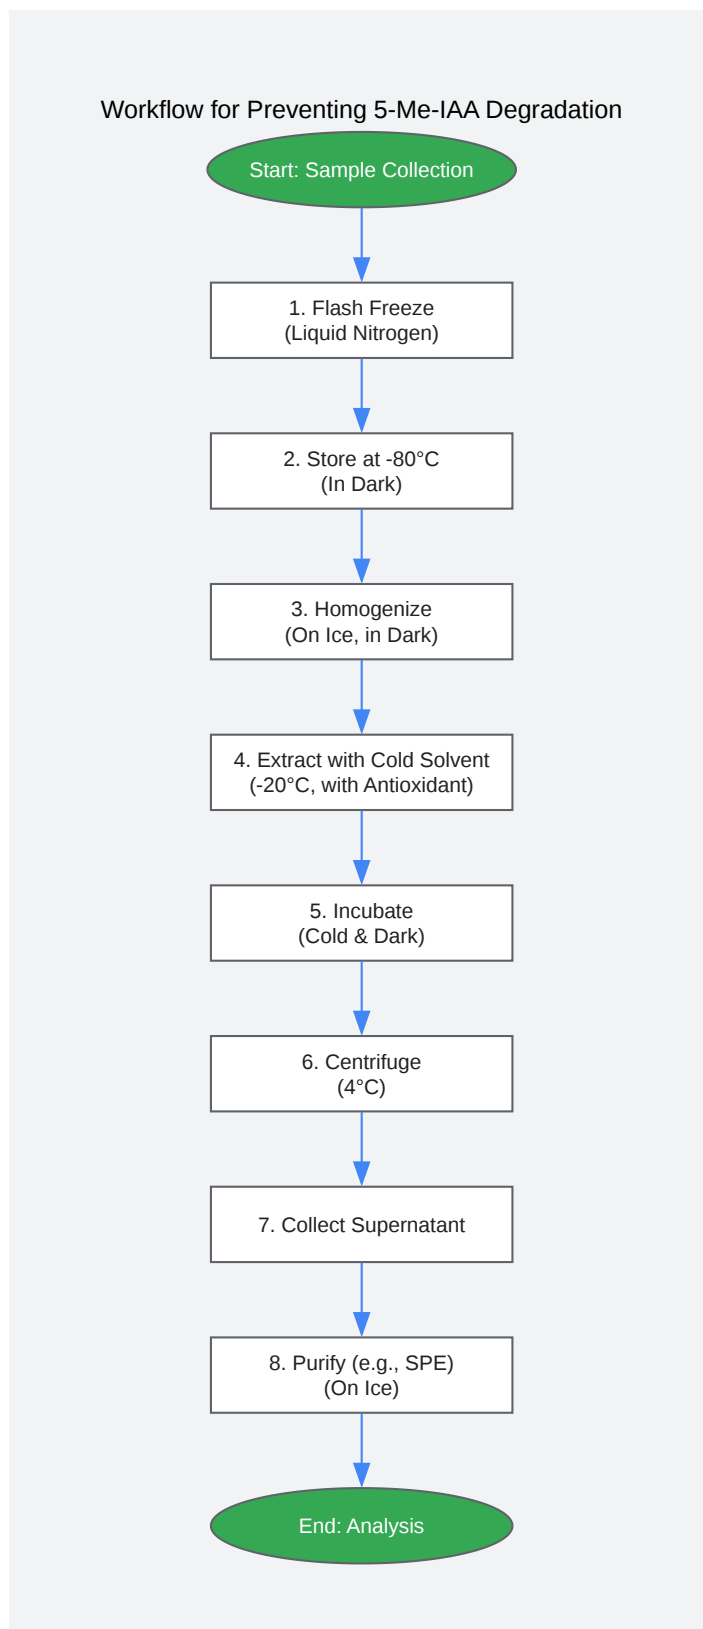 Workflow for Preventing 5-Me-IAA Degradation
Start: Sample Collection
1. Flash Freeze
(Liquid Nitrogen)
2. Store at -80°C
(In Dark)
3. Homogenize
(On Ice, in Dark)
4. Extract with Cold Solvent
(-20°C, with Antioxidant)
5. Incubate
(Cold & Dark)
6. Centrifuge
(4°C)
7. Collect Supernatant
8. Purify (e.g., SPE)
(On Ice)
End: Analysis